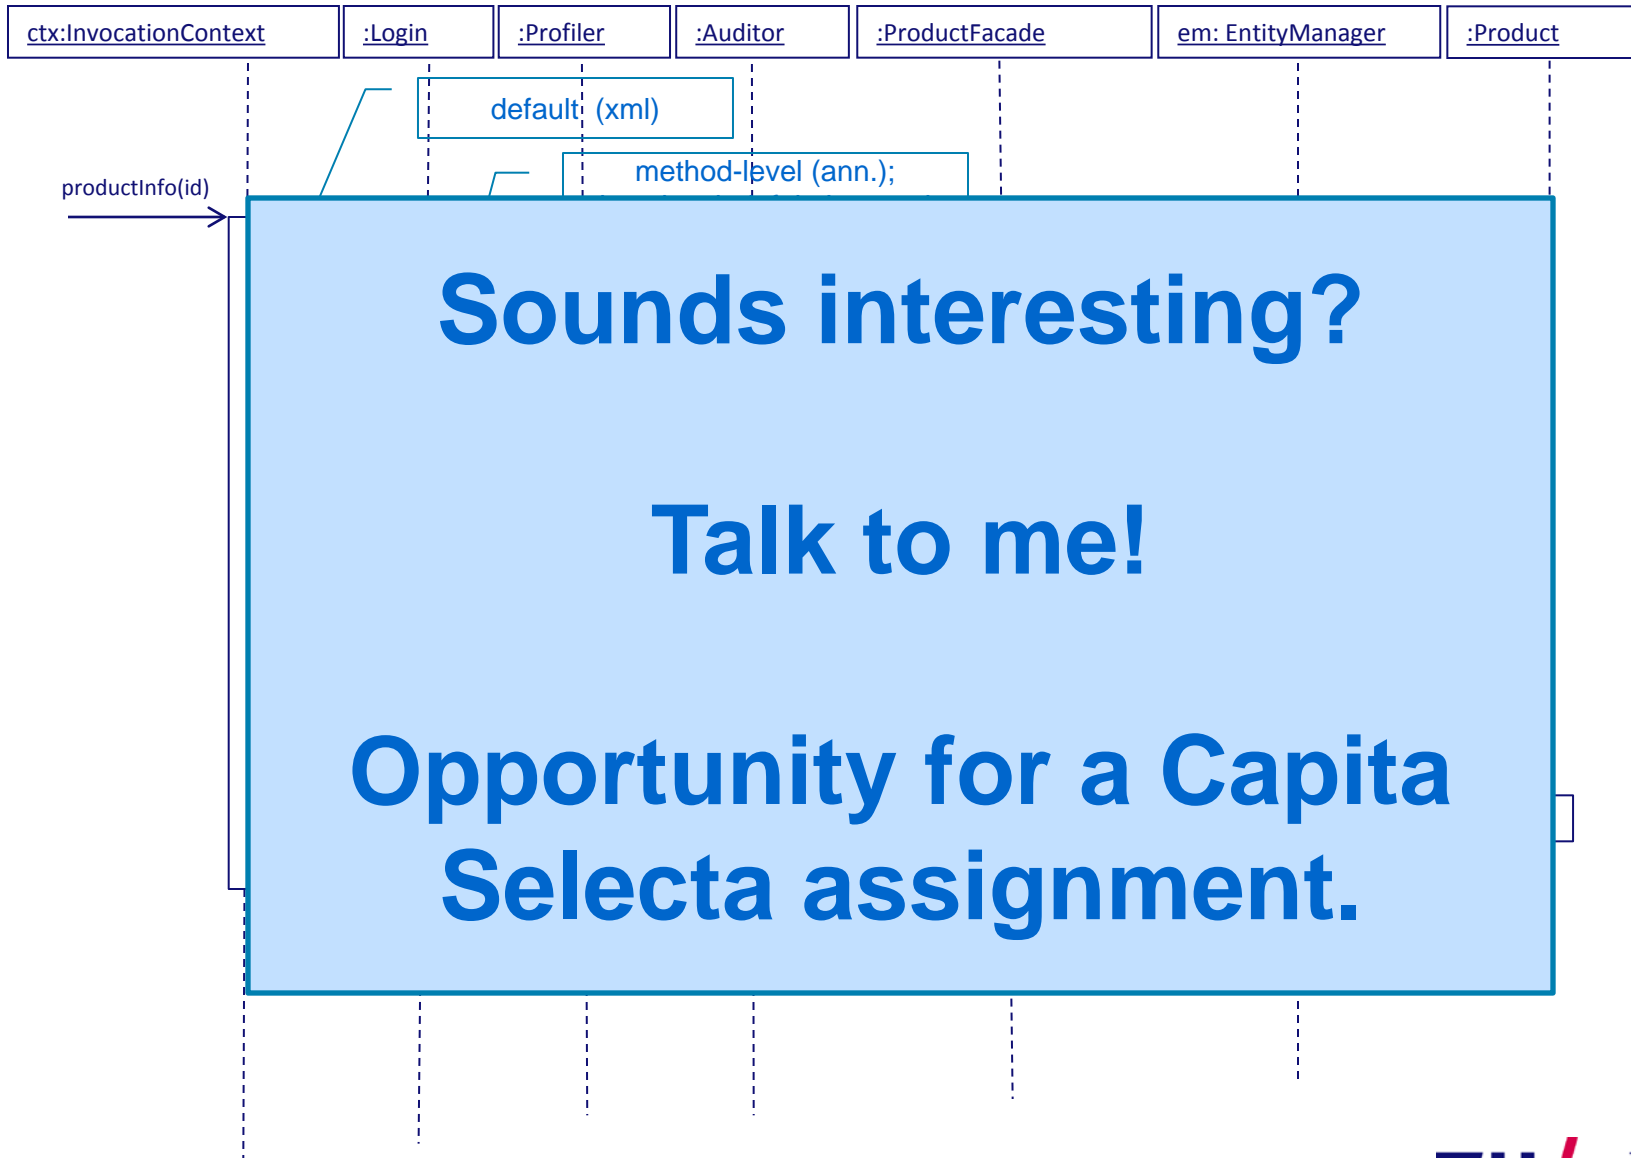 ctx:InvocationContext :Login :Profiler :Auditor :ProductFacade em: EntityManager :Product
default (xml)
method-level (ann.);
productInfo(id)
Sounds interesting?
Talk to me!
Opportunity for a Capita
Selecta assignment.